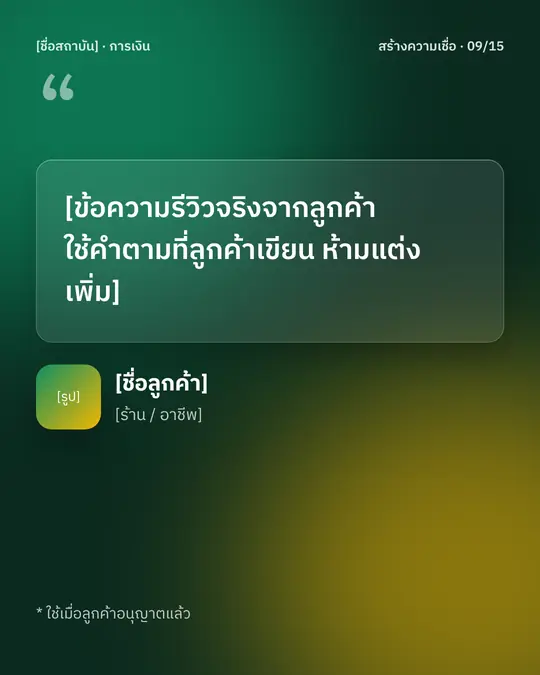 [ชื่อสถาบัน] · การเงิน
สร้างความเชื่อ · 09/15
“
[ข้อความรีวิวจริงจากลูกค้า
ใช้คำตามที่ลูกค้าเขียน ห้ามแต่ง
เพิ่ม]
[รูป]
[ชื่อลูกค้า]
[ร้าน / อาชีพ]
* ใช้เมื่อลูกค้าอนุญาตแล้ว